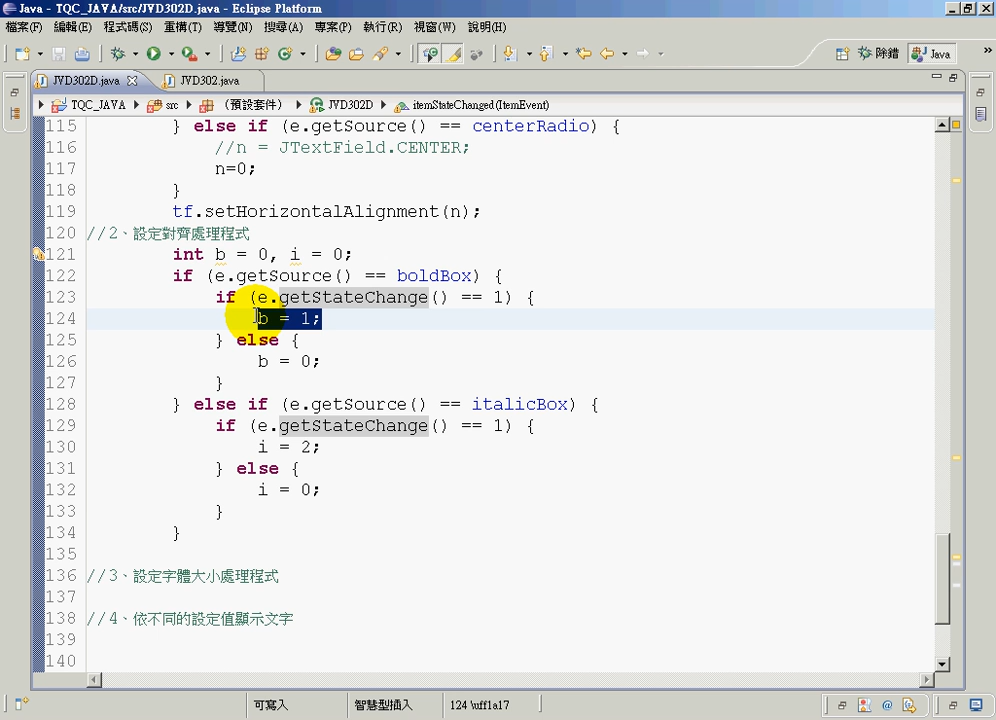 Java - TQC_JAVA/src/JVD302D.java - Eclipse Platform
檔案(F) 編輯(E) 程式碼(S) 重構(T) 導覽(N) 搜尋(A) 專案(P) 執行(R) 視窗(W) 說明(H)
除錯 Java
JVD302D.java JVD302.java
TQC_JAVA src (預設套件) JVD302D itemStateChanged(ItemEvent)
115 } else if (e.getSource() == centerRadio) {
116 //n = JTextField.CENTER;
117 n=0;
118 }
119 tf.setHorizontalAlignment(n);
120 //2、設定對齊處理程式
121 int b = 0, i = 0;
122 if (e.getSource() == boldBox) {
123 if (e.getStateChange() == 1) {
124 b = 1;
125 } else {
126 b = 0;
127 }
128 } else if (e.getSource() == italicBox) {
129 if (e.getStateChange() == 1) {
130 i = 2;
131 } else {
132 i = 0;
133 }
134 }
135
136 //3、設定字體大小處理程式
137
138 //4、依不同的設定值顯示文字
139
140
可寫入 智慧型插入 124 \uff1a17